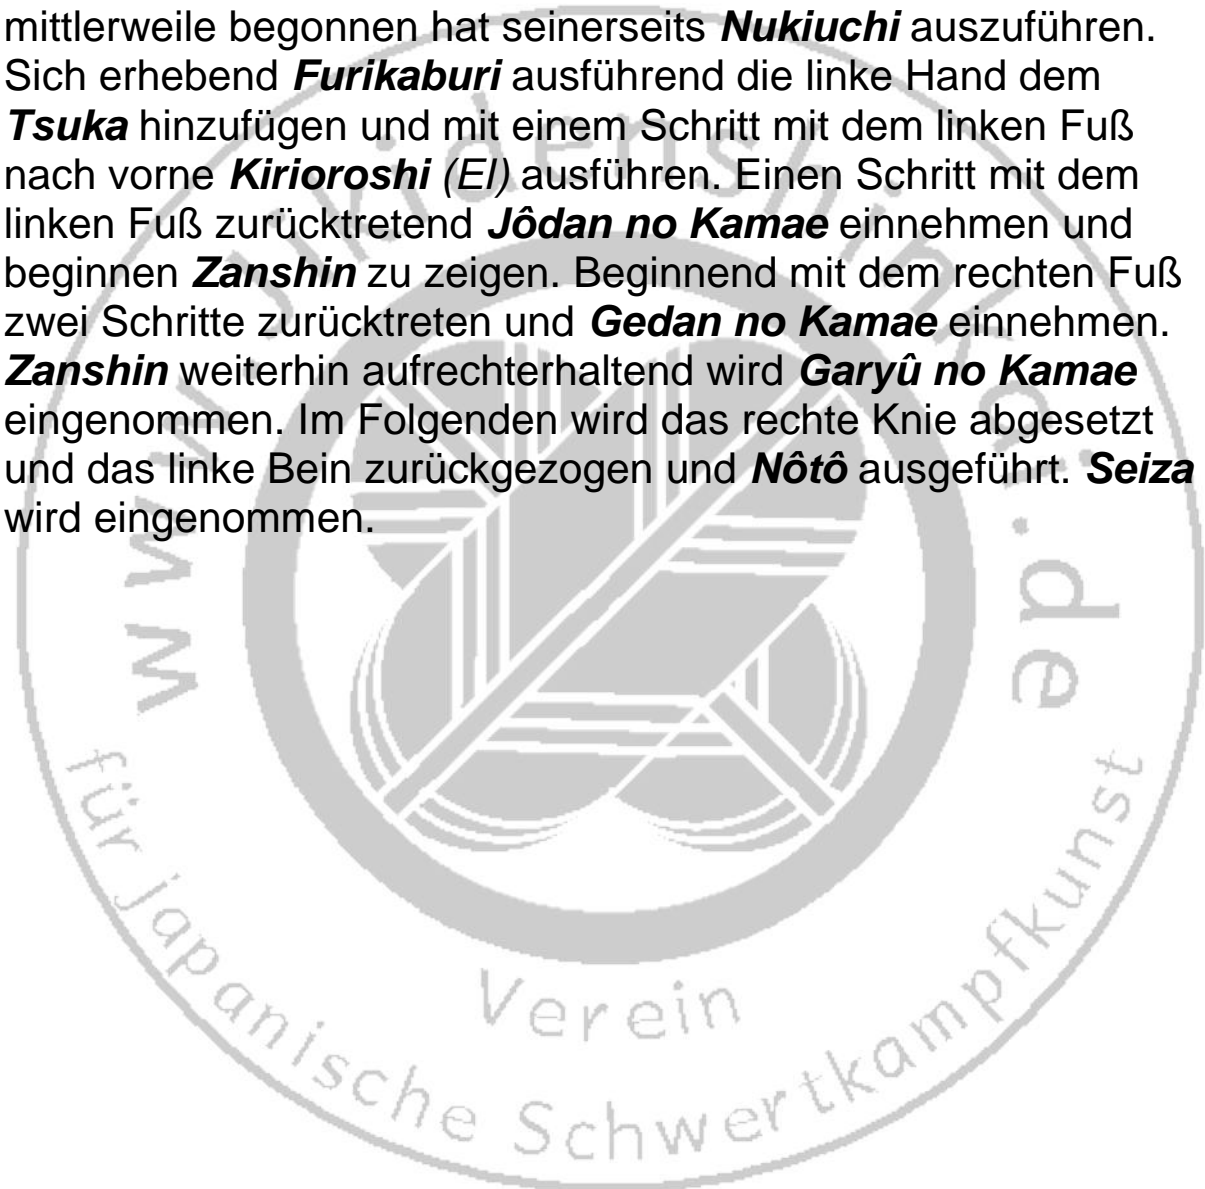 mittlerweile begonnen hat seinerseits Nukiuchi auszuführen.
Sich erhebend Furikaburi ausführend die linke Hand dem
Tsuka hinzufügen und mit einem Schritt mit dem linken Fuß
nach vorne Kirioroshi (EI) ausführen. Einen Schritt mit dem
linken Fuß zurücktretend Jôdan no Kamae einnehmen und
beginnen Zanshin zu zeigen. Beginnend mit dem rechten Fuß
zwei Schritte zurücktreten und Gedan no Kamae einnehmen.
Zanshin weiterhin aufrechterhaltend wird Garyû no Kamae
eingenommen. Im Folgenden wird das rechte Knie abgesetzt
und das linke Bein zurückgezogen und Nôtô ausgeführt. Seiza
wird eingenommen.
www.jikidenshinkai.de
Verein
für japanische Schwertkampfkunst